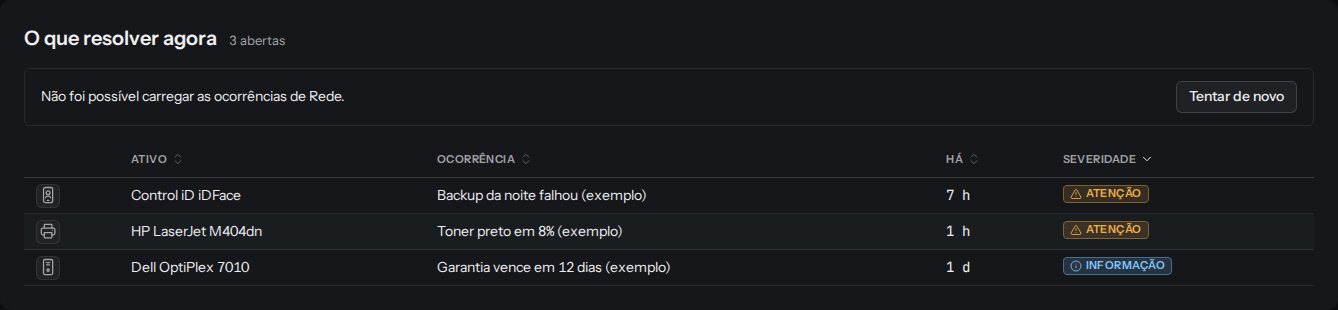 O que resolver agora 3 abertas
Não foi possível carregar as ocorrências de Rede. Tentar de novo
ATIVO OCORRÊNCIA HÁ SEVERIDADE
Control iD iDFace Backup da noite falhou (exemplo) 7 h ATENÇÃO
HP LaserJet M404dn Toner preto em 8% (exemplo) 1 h ATENÇÃO
Dell OptiPlex 7010 Garantia vence em 12 dias (exemplo) 1 d INFORMAÇÃO